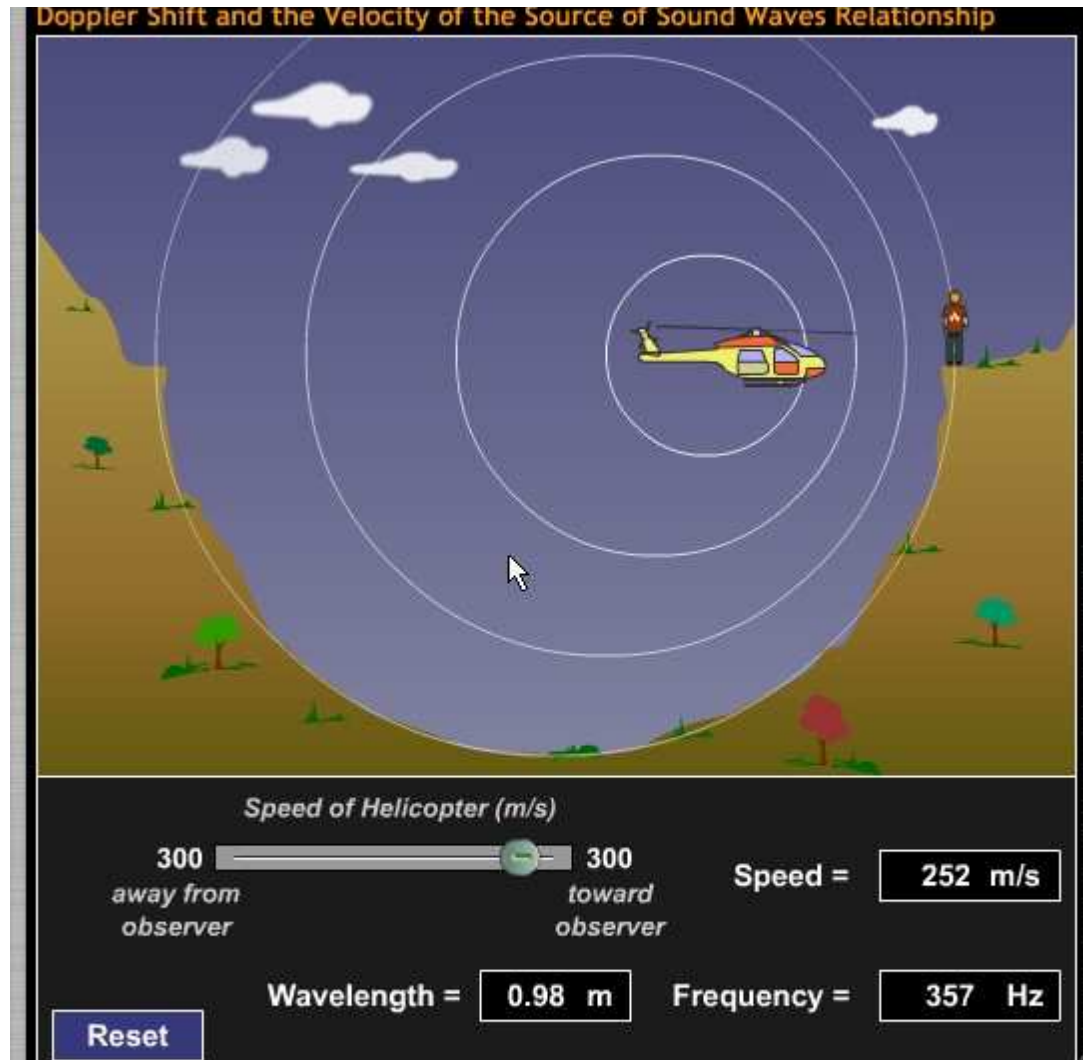 Doppler Shift and the Velocity of the Source of Sound Waves Relationship
Speed of Helicopter (m/s)
300
300
away from
observer
toward
observer
Speed = 252 m/s
Wavelength = 0.98 m
Frequency = 357 Hz
Reset